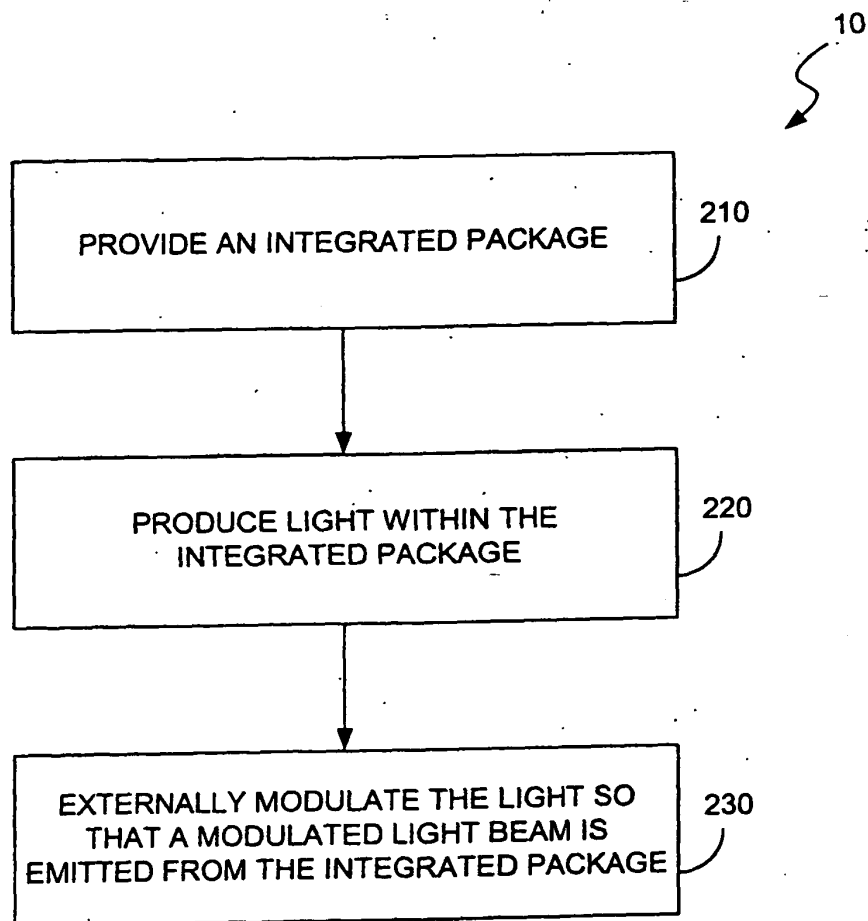 10
PROVIDE AN INTEGRATED PACKAGE
210
PRODUCE LIGHT WITHIN THE
INTEGRATED PACKAGE
220
EXTERNALLY MODULATE THE LIGHT SO
THAT A MODULATED LIGHT BEAM IS
EMITTED FROM THE INTEGRATED PACKAGE
230